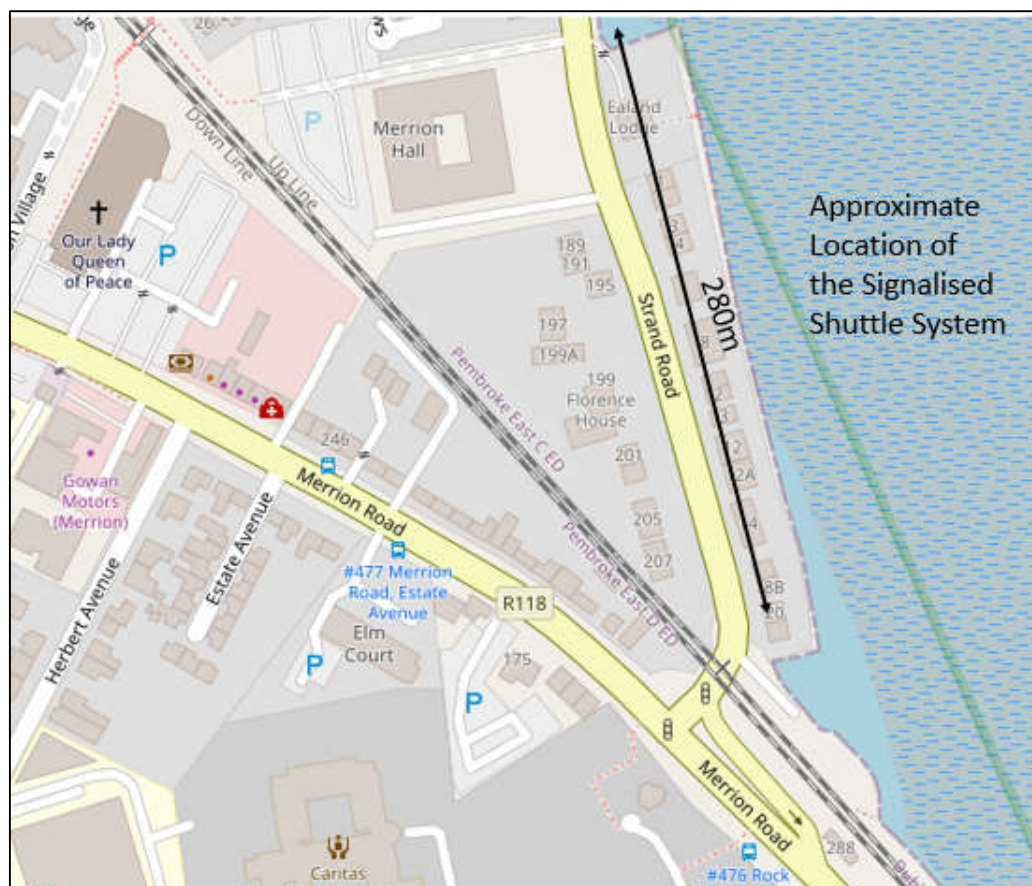 26
P
Merrion
Hall
Ealand
Lodge
Down Line
Up Line
Our Lady
Queen
of Peace
P
189
191
195
197
199A
199
Florence
House
201
205
207
Strand Road
280m
Approximate
Location of
the Signalised
Shuttle System
Pembroke East C ED
Pembroke East D ED
246
Merrion Road
Gowan
Motors
(Merrion)
Herbert Avenue
Estate Avenue
#477 Merrion
Road, Estate
Avenue
R118
Elm
Court
P
175
P
20
Merrion Road
288
Caritas
#476 Rock